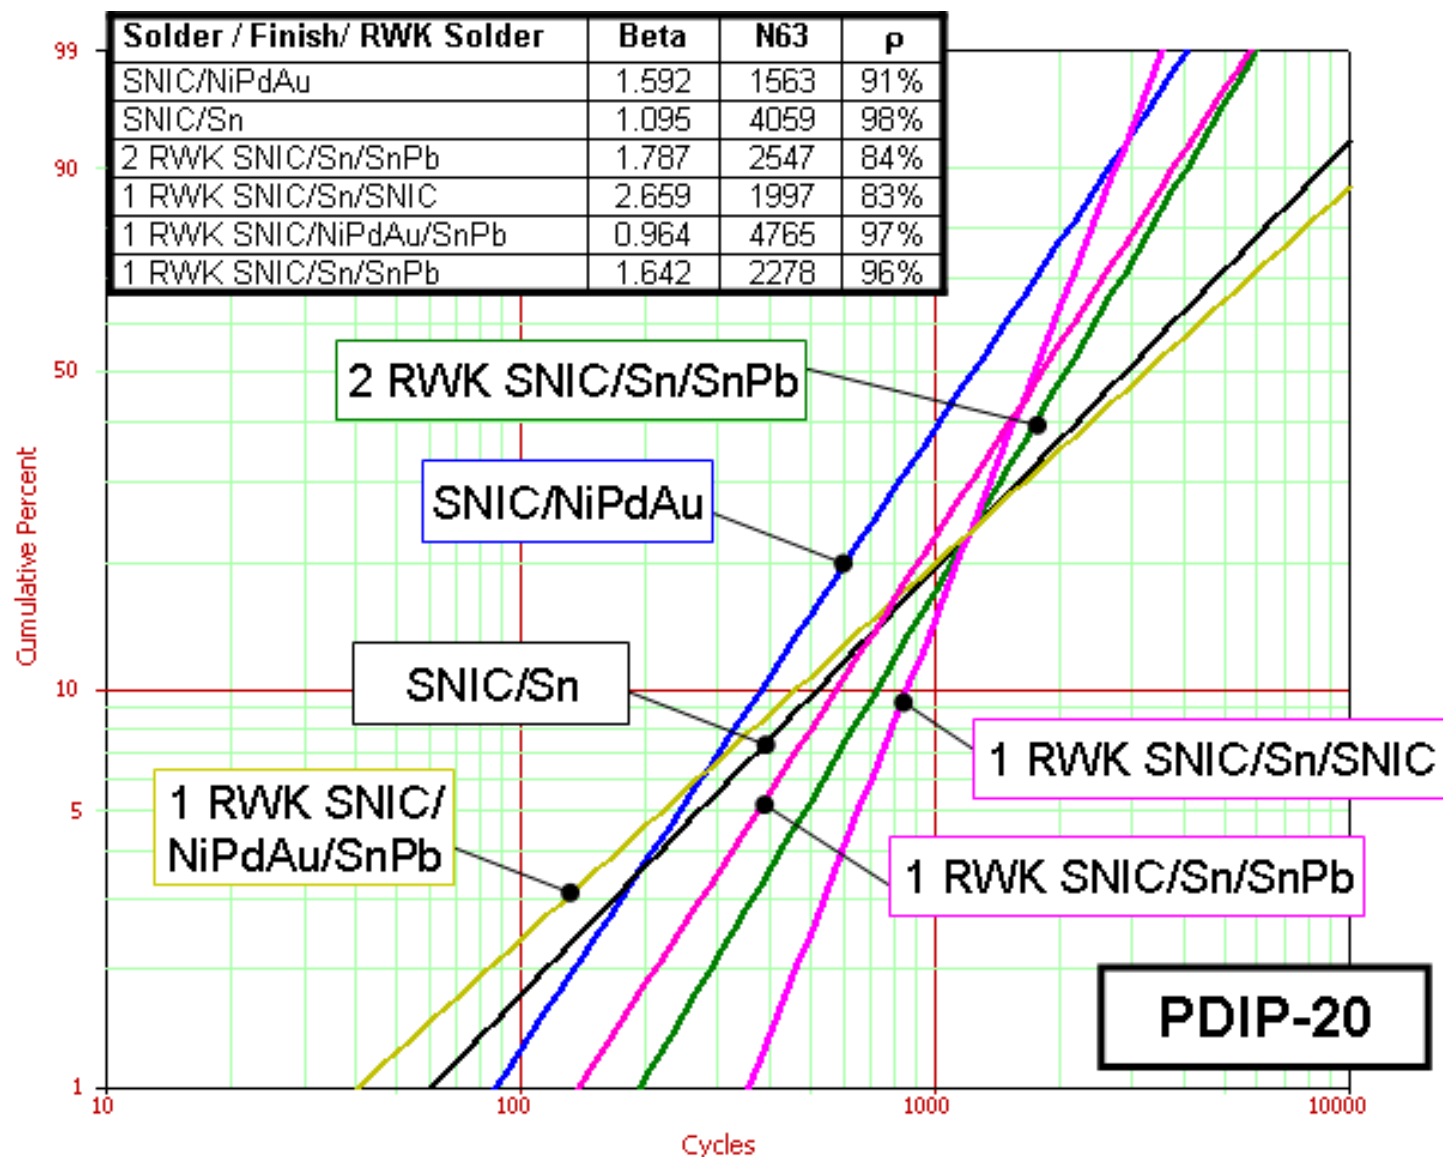 Solder / Finish/ RWK Solder Beta N63 ρ
SNIC/NiPdAu 1.592 1563 91%
SNIC/Sn 1.095 4059 98%
2 RWK SNIC/Sn/SnPb 1.787 2547 84%
1 RWK SNIC/Sn/SNIC 2.659 1997 83%
1 RWK SNIC/NiPdAu/SnPb 0.964 4765 97%
1 RWK SNIC/Sn/SnPb 1.642 2278 96%
99
90
50
10
5
1
Cumulative Percent
2 RWK SNIC/Sn/SnPb
SNIC/NiPdAu
SNIC/Sn
1 RWK SNIC/
NiPdAu/SnPb
1 RWK SNIC/Sn/SNIC
1 RWK SNIC/Sn/SnPb
PDIP-20
10 100 1000 10000
Cycles